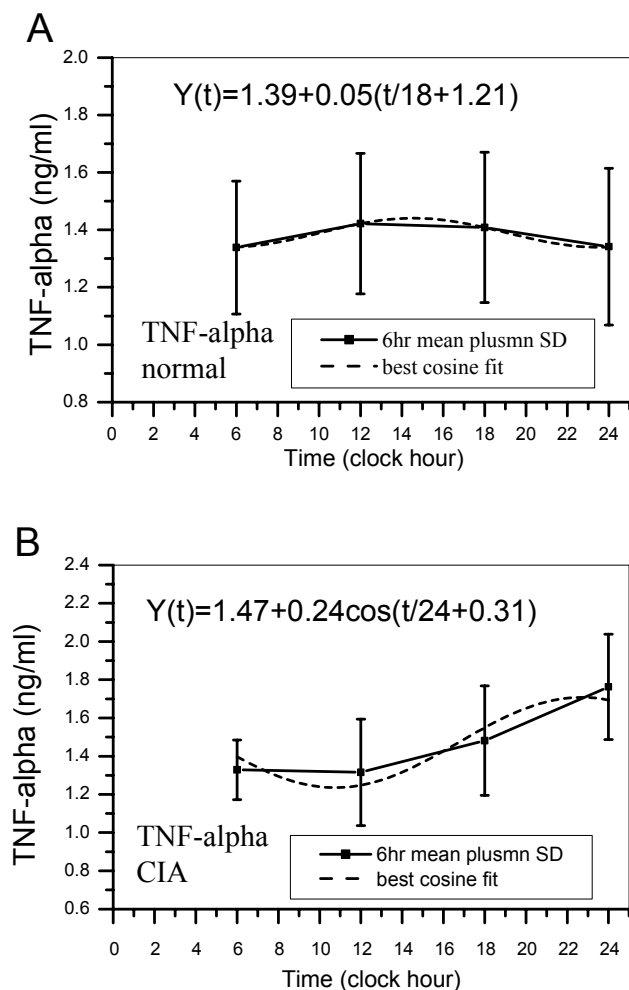 A
2.0
Y(t)=1.39+0.05(t/18+1.21)
1.8
1.6
1.4
1.2
1.0
0.8
TNF-alpha (ng/ml)
TNF-alpha
normal
6hr mean plusmn SD
best cosine fit
0 2 4 6 8 10 12 14 16 18 20 22 24
Time (clock hour)
B
2.4
2.2
Y(t)=1.47+0.24cos(t/24+0.31)
2.0
1.8
1.6
1.4
1.2
1.0
0.8
0.6
TNF-alpha (ng/ml)
TNF-alpha
CIA
6hr mean plusmn SD
best cosine fit
0 2 4 6 8 10 12 14 16 18 20 22 24
Time (clock hour)